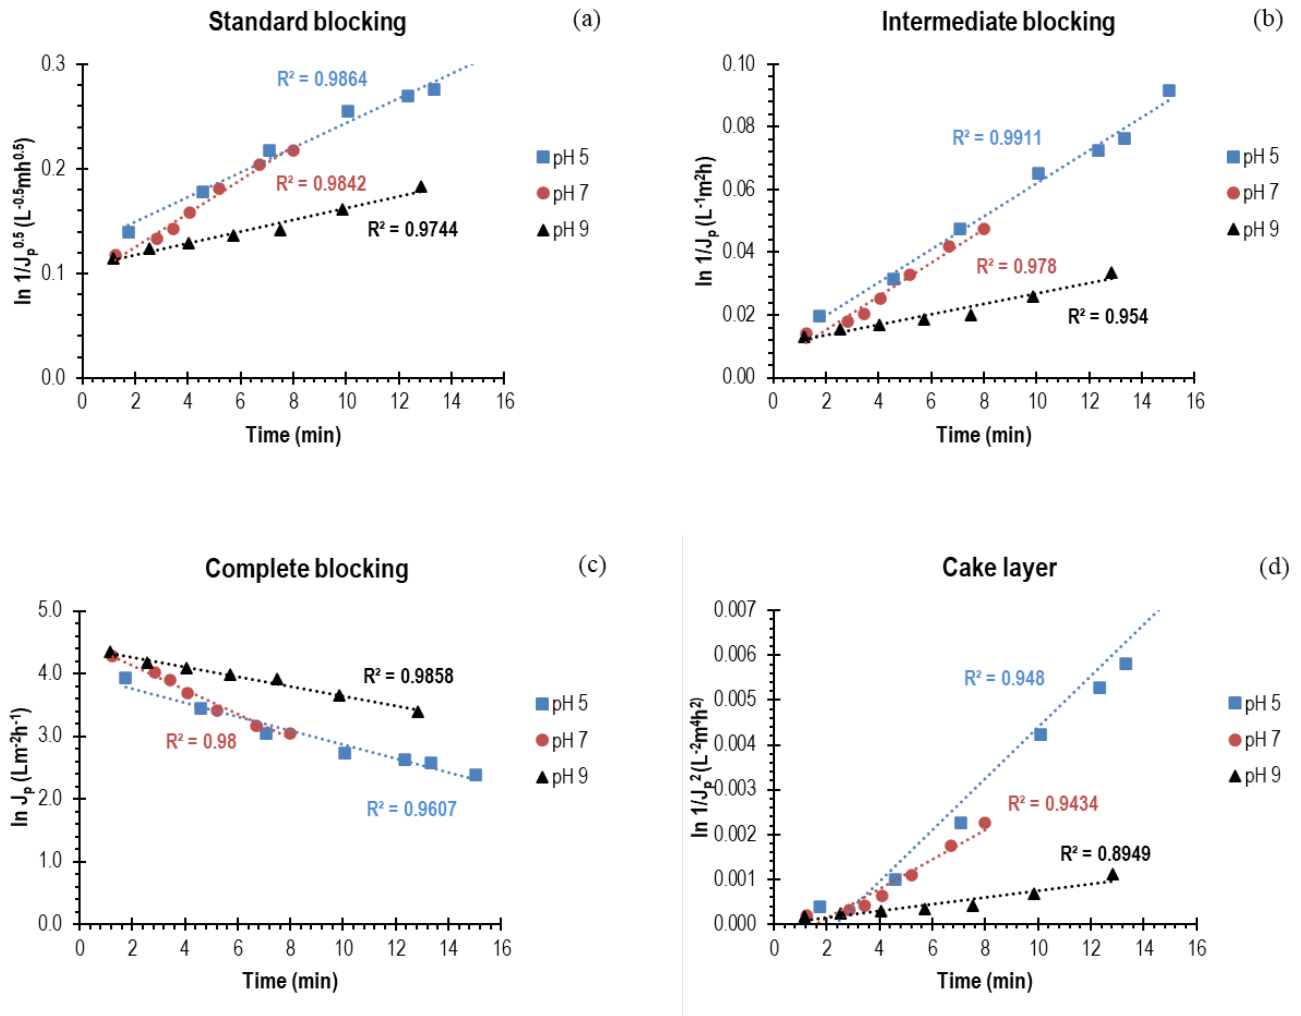 Standard blocking
(a)
ln 1/Jₚ⁰·⁵ (L⁻⁰·⁵mh⁰·⁵)
0.3
0.2
0.1
0.0
R² = 0.9864
R² = 0.9842
R² = 0.9744
pH 5
pH 7
pH 9
0 2 4 6 8 10 12 14 16
Time (min)
Intermediate blocking
(b)
ln 1/Jₚ (L⁻¹m²h)
0.10
0.08
0.06
0.04
0.02
0.00
R² = 0.9911
R² = 0.978
R² = 0.954
pH 5
pH 7
pH 9
0 2 4 6 8 10 12 14 16
Time (min)
Complete blocking
(c)
ln Jₚ (Lm⁻²h⁻¹)
5.0
4.0
3.0
2.0
1.0
0.0
R² = 0.9858
R² = 0.98
R² = 0.9607
pH 5
pH 7
pH 9
0 2 4 6 8 10 12 14 16
Time (min)
Cake layer
(d)
ln 1/Jₚ² (L⁻²m⁴h²)
0.007
0.006
0.005
0.004
0.003
0.002
0.001
0.000
R² = 0.948
R² = 0.9434
R² = 0.8949
pH 5
pH 7
pH 9
0 2 4 6 8 10 12 14 16
Time (min)